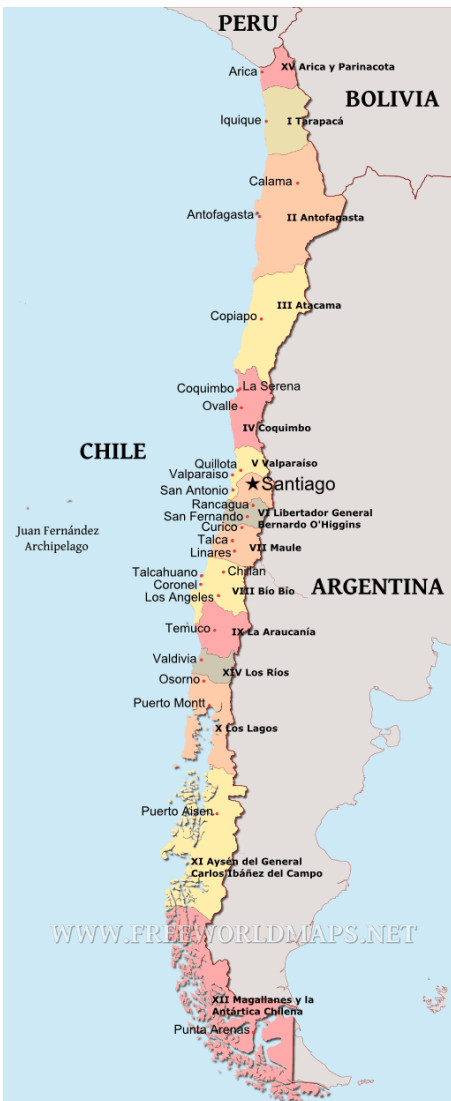 PERU
Arica
XV Arica y Parinacota
BOLIVIA
Iquique
I Tarapacá
Calama
Antofagasta
II Antofagasta
III Atacama
Copiapo
Coquimbo
La Serena
Ovalle
IV Coquimbo
CHILE
Quillota
V Valparaíso
Valparaiso
San Antonio
Santiago
Rancagua
San Fernando
VI Libertador General
Bernardo O'Higgins
Curico
Talca
VII Maule
Linares
Juan Fernández
Archipelago
Talcahuano
Chillan
Coronel
ARGENTINA
Los Angeles
VIII Bío Bío
Temuco
IX La Araucanía
Valdivia
XIV Los Ríos
Osorno
Puerto Montt
X Los Lagos
Puerto Aisen
XI Aysén del General
Carlos Ibáñez del Campo
WWW.FREEWORLDMAPS.NET
XII Magallanes y la
Antártica Chilena
Punta Arenas